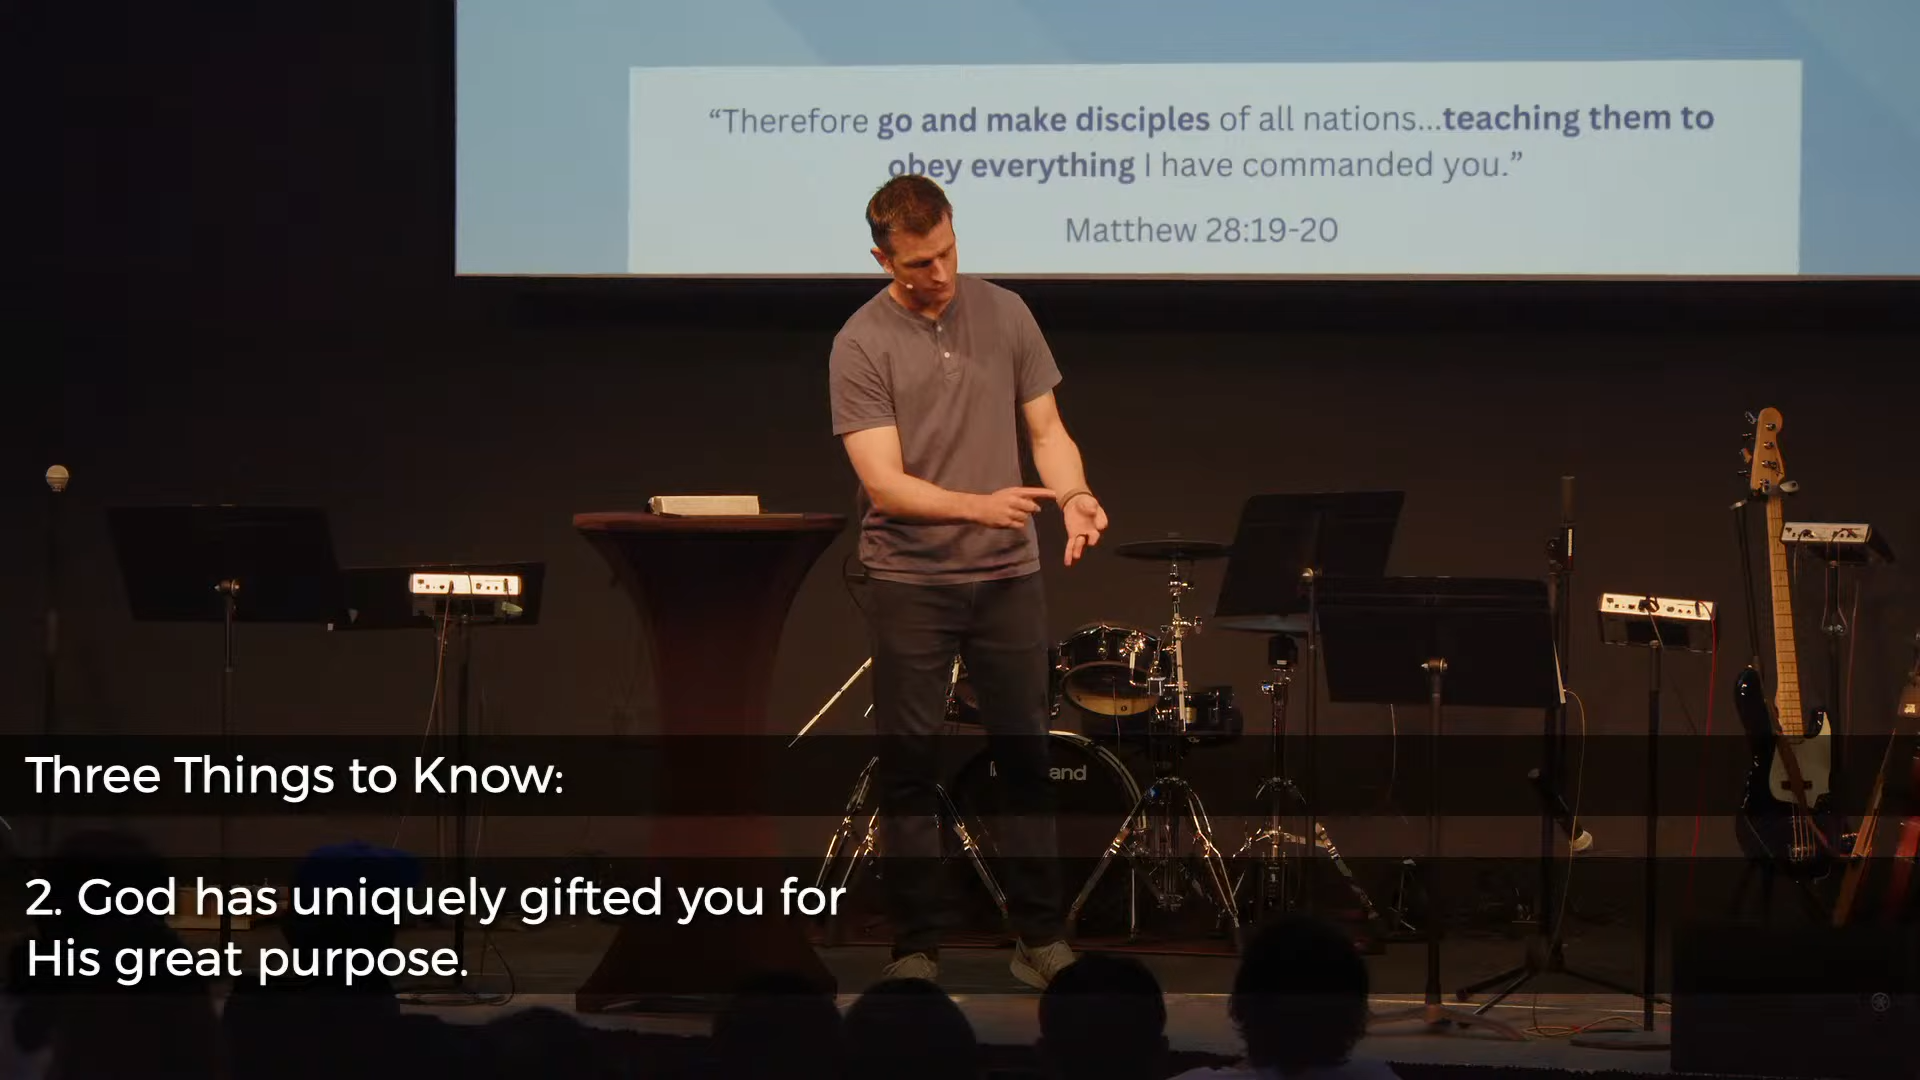 “Therefore go and make disciples of all nations...teaching them to
obey everything I have commanded you.”
Matthew 28:19-20
and
Three Things to Know:
2. God has uniquely gifted you for
His great purpose.